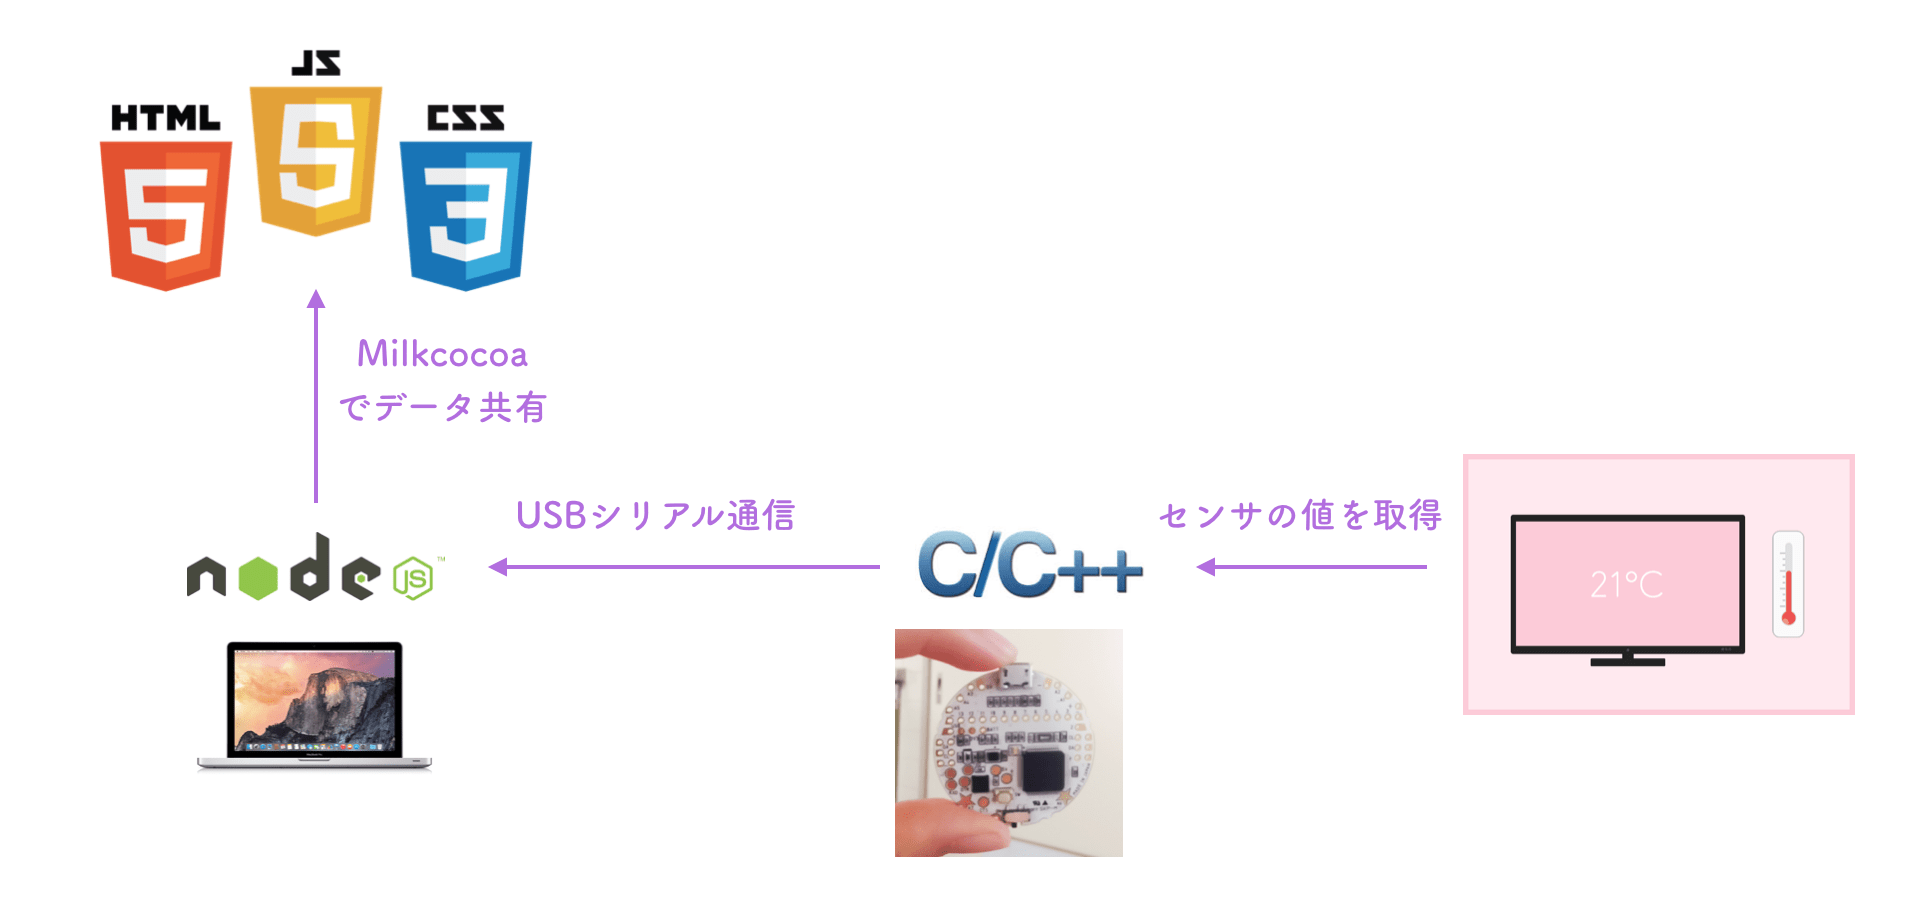 JS
HTML
CSS
5
5
3
Milkcocoa
でデータ共有
USBシリアル通信
センサの値を取得
node
JS
TM
C/C++
21°C